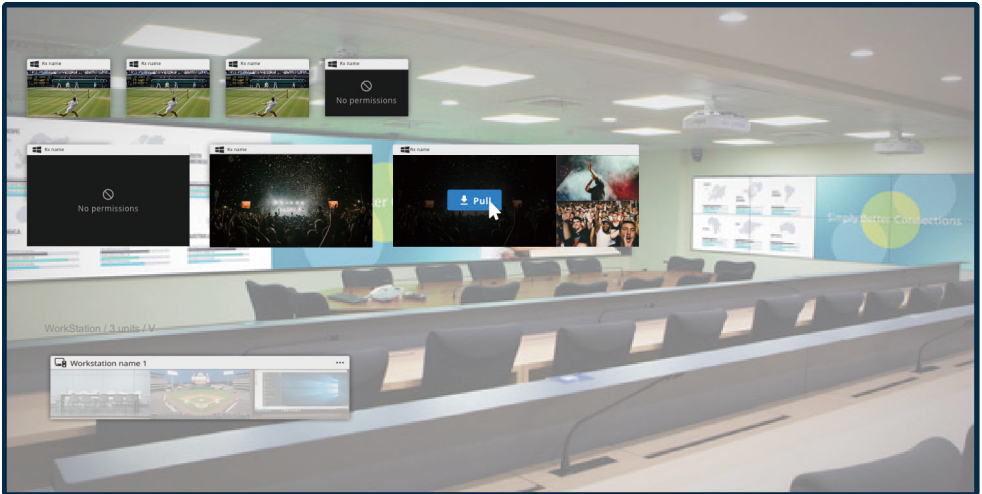 Rx name
Rx name
Rx name
Rx name
No permissions
Rx name
Rx name
Rx name
No permissions
Pull
Simply Better Connections
WorkStation / 3 units / V
Workstation name 1